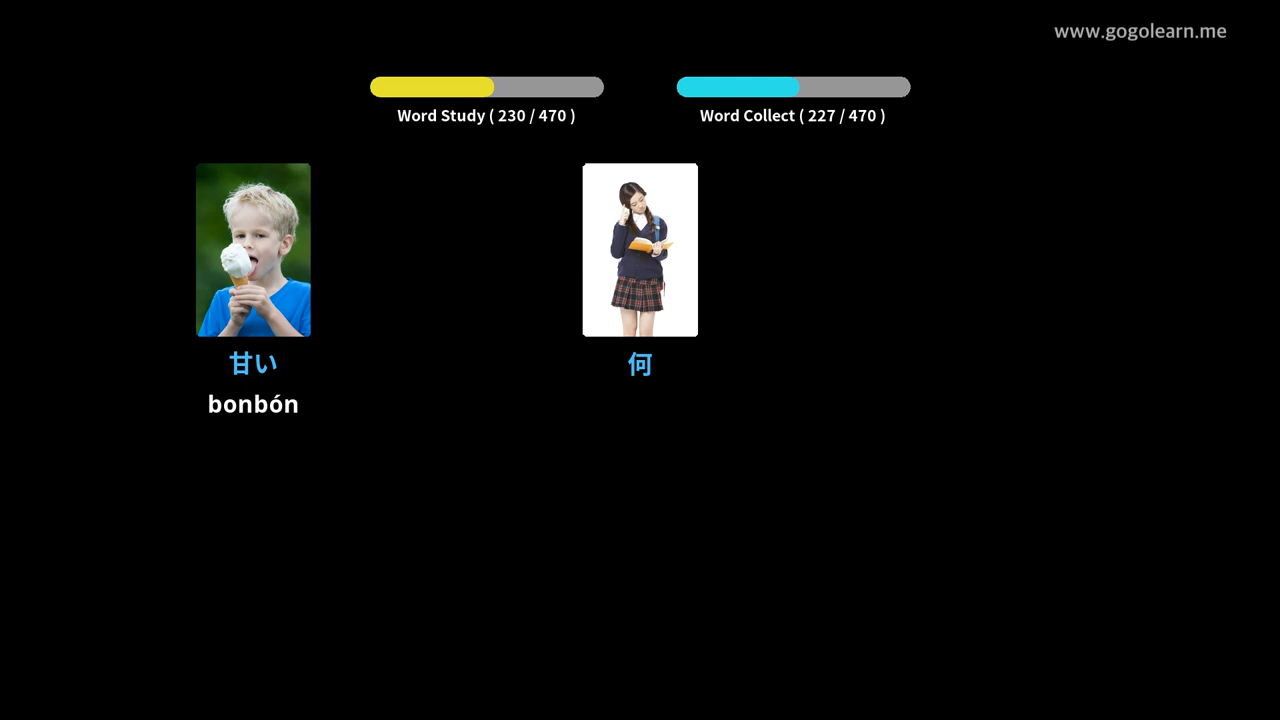 www.gogolearn.me
Word Study ( 230 / 470 )
Word Collect ( 227 / 470 )
甘い
何
bonbón